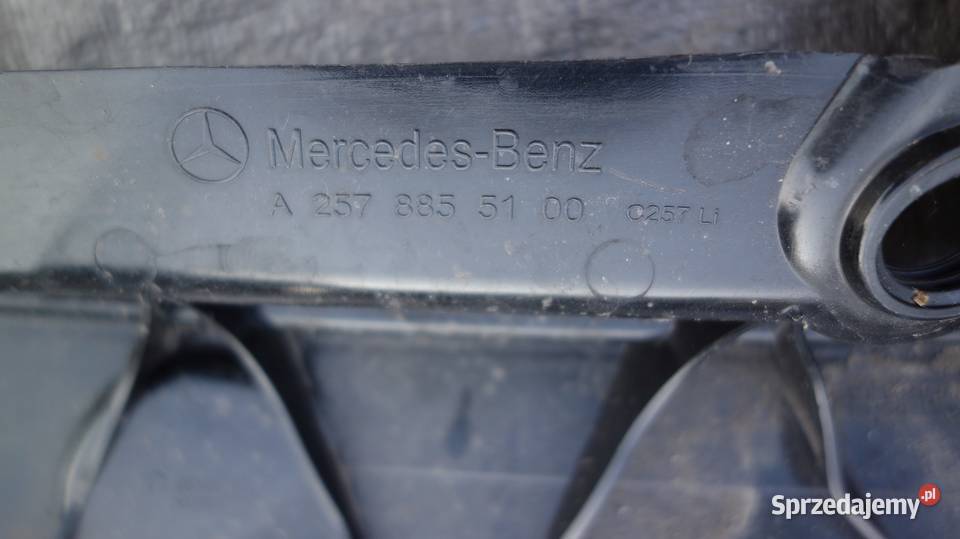 Mercedes-Benz
A 257 885 51 00 C257 Li
Sprzedajemy.pl